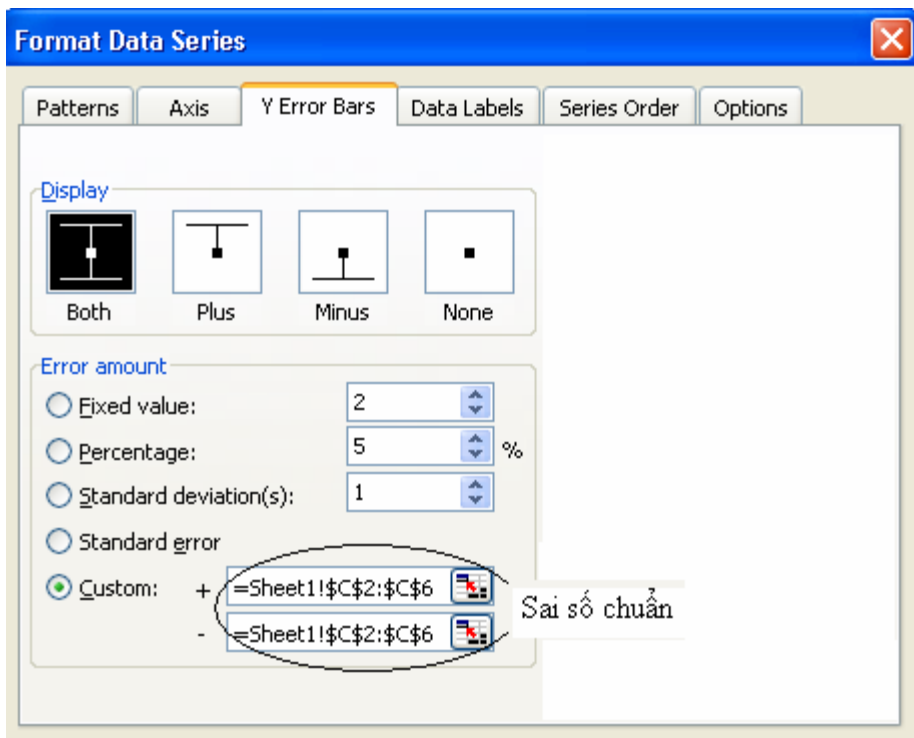 Format Data Series
Patterns Axis Y Error Bars Data Labels Series Order Options
Display
Both Plus Minus None
Error amount
Fixed value: 2
Percentage: 5 %
Standard deviation(s): 1
Standard error
Custom: + =Sheet1!$C$2:$C$6
Sai số chuẩn
- =Sheet1!$C$2:$C$6